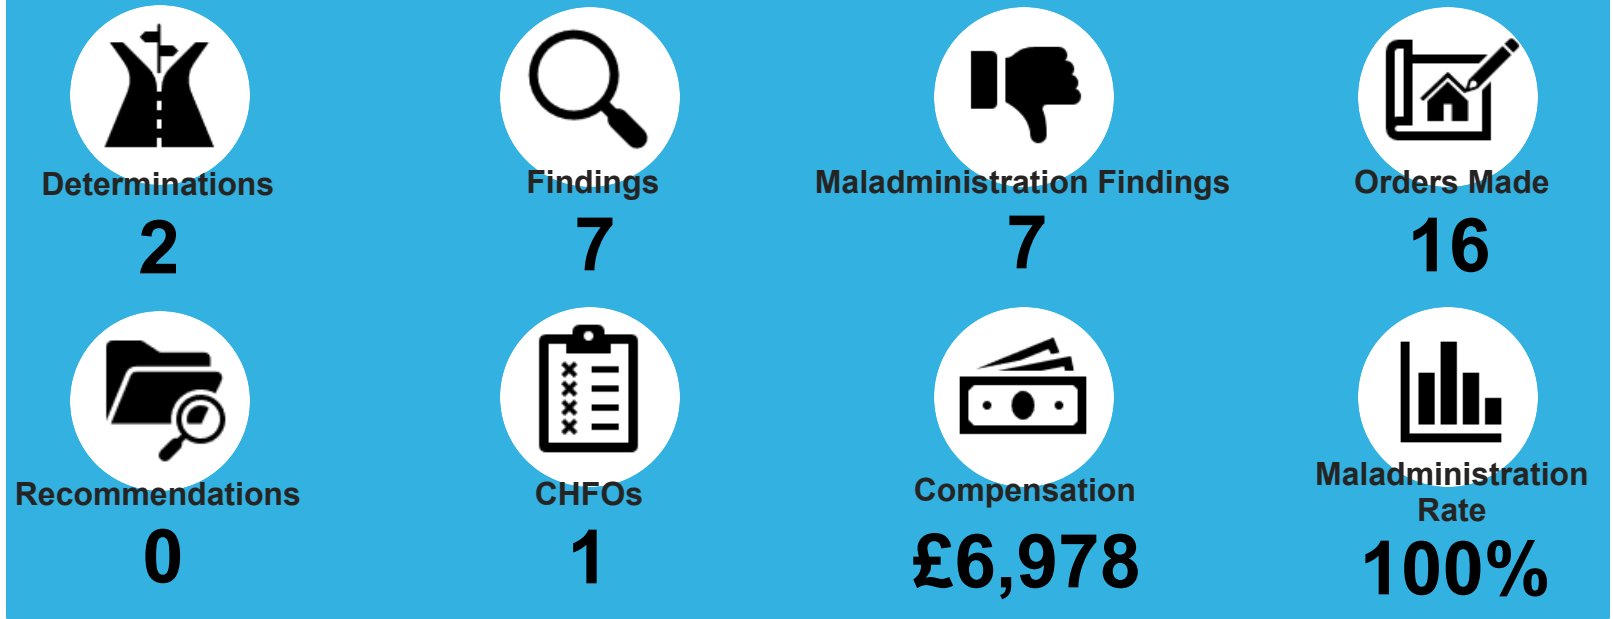 Determinations
2
Findings
7
Maladministration Findings
7
Orders Made
16
Recommendations
0
CHFOs
1
Compensation
£6,978
Maladministration
Rate
100%